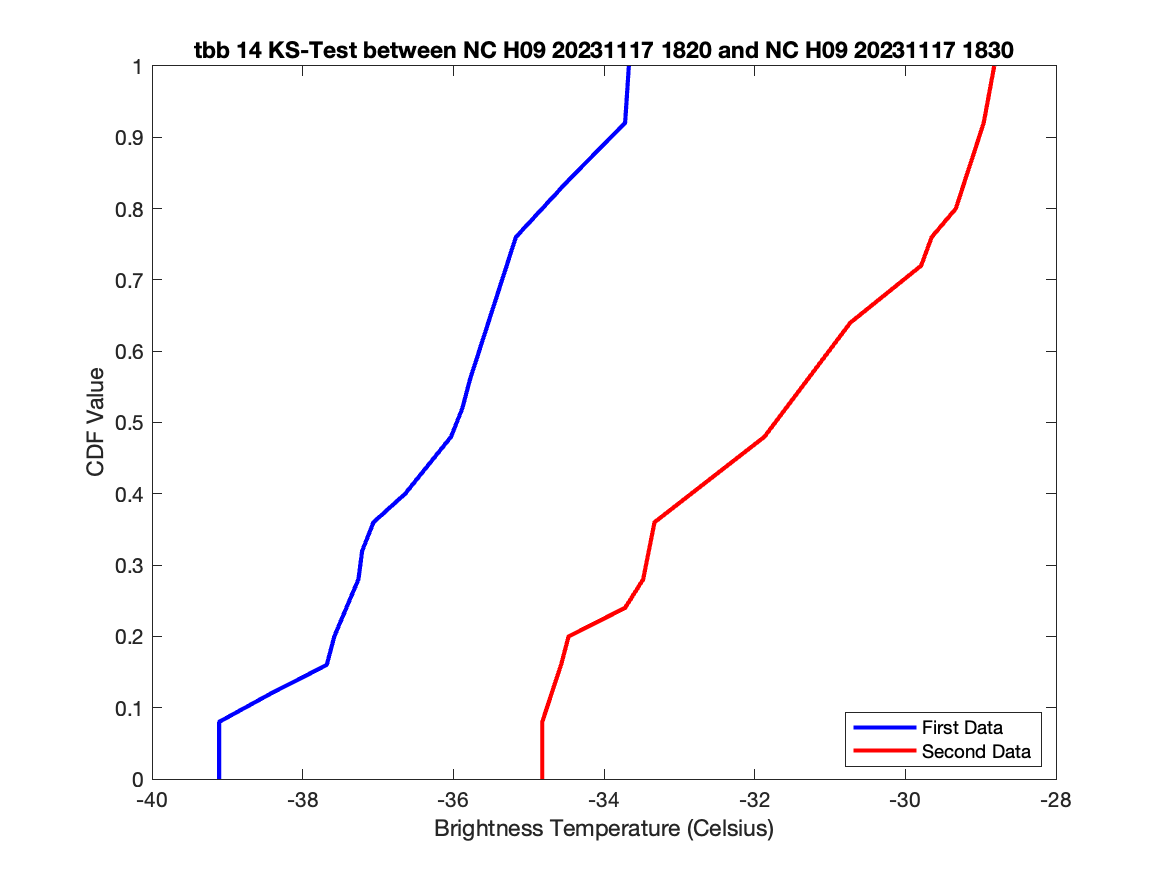 tbb 14 KS-Test between NC H09 20231117 1820 and NC H09 20231117 1830
1
0.9
0.8
0.7
0.6
0.5
0.4
0.3
0.2
0.1
0
CDF Value
First Data
Second Data
-40 -38 -36 -34 -32 -30 -28
Brightness Temperature (Celsius)